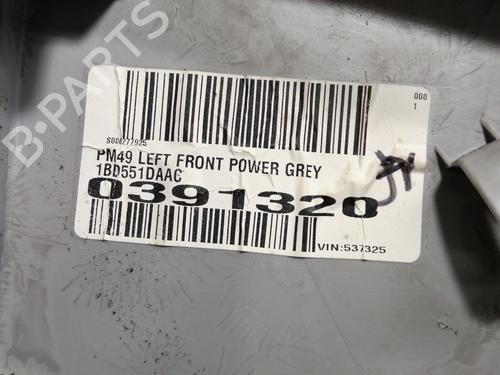 B-PARTS
000
1
S000277925
PM49 LEFT FRONT POWER GREY
1BD551DAAC
0391320
VIN:537325